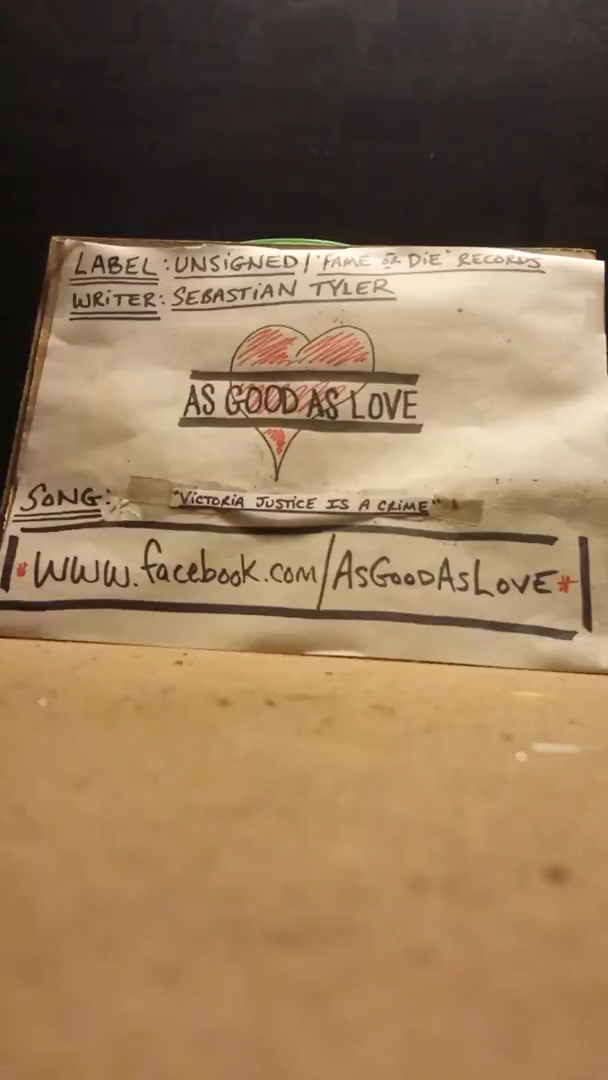 LABEL: UNSIGNED / "FAME OR DIE" RECORDS
WRITER: SEBASTIAN TYLER
AS GOOD AS LOVE
SONG: "VICTORIA JUSTICE IS A CRIME"
*WWW.facebook.com/ASGOODASLOVE*